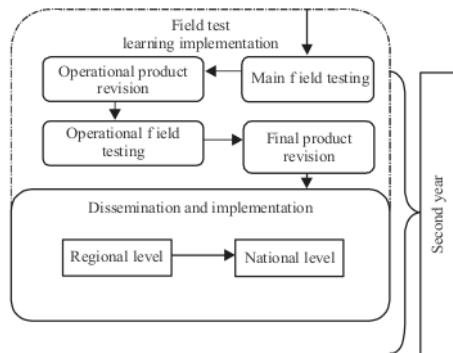 Field test
learning implementation
Operational product
revision
Main field testing
Operational field
testing
Final product
revision
Dissemination and implementation
Regional level
National level
Second year